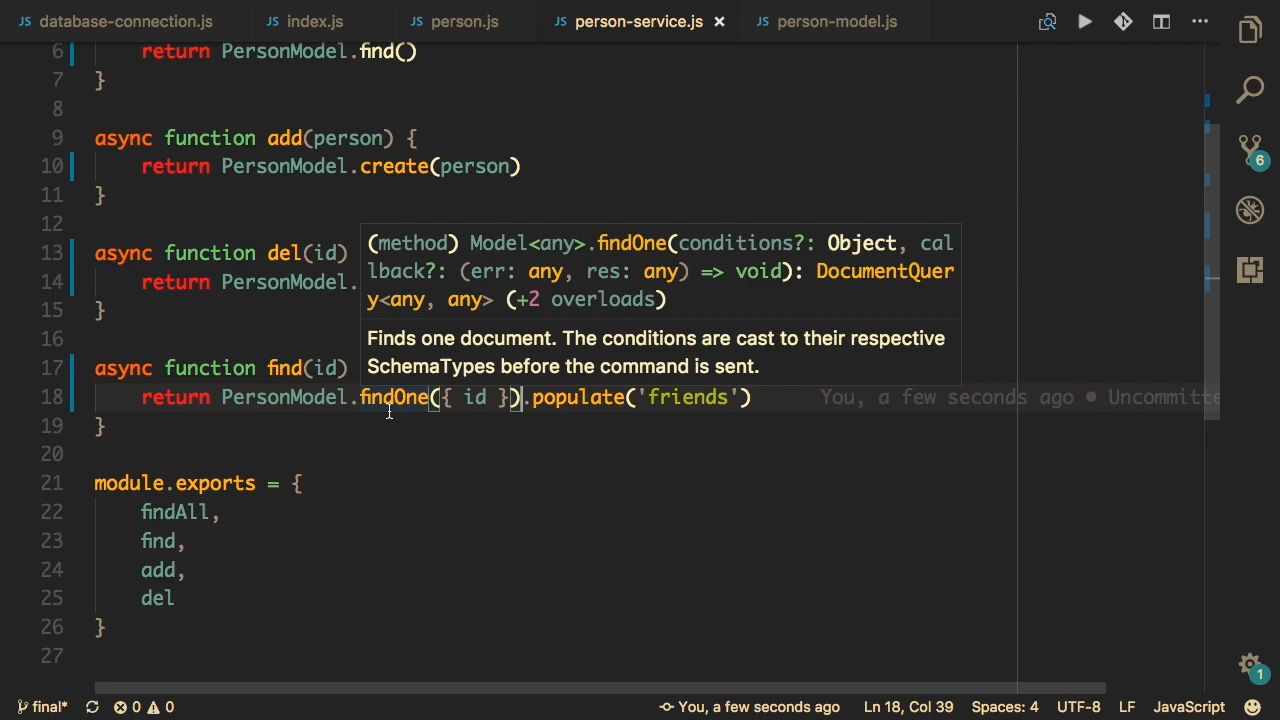 JS database-connection.js JS index.js JS person.js JS person-service.js × JS person-model.js
6 return PersonModel.find()
7 }
8
9 async function add(person) {
10 return PersonModel.create(person)
11 }
12
13 async function del(id)
14 return PersonModel.
15 }
16
17 async function find(id)
18 return PersonModel.findOne({ id }).populate('friends') You, a few seconds ago • Uncommitte
19 }
20
21 module.exports = {
22 findAll,
23 find,
24 add,
25 del
26 }
27
(method) Model<any>.findOne(conditions?: Object, cal
lback?: (err: any, res: any) => void): DocumentQuer
y<any, any> (+2 overloads)
Finds one document. The conditions are cast to their respective
SchemaTypes before the command is sent.
6
1
final* 0 0 You, a few seconds ago Ln 18, Col 39 Spaces: 4 UTF-8 LF JavaScript